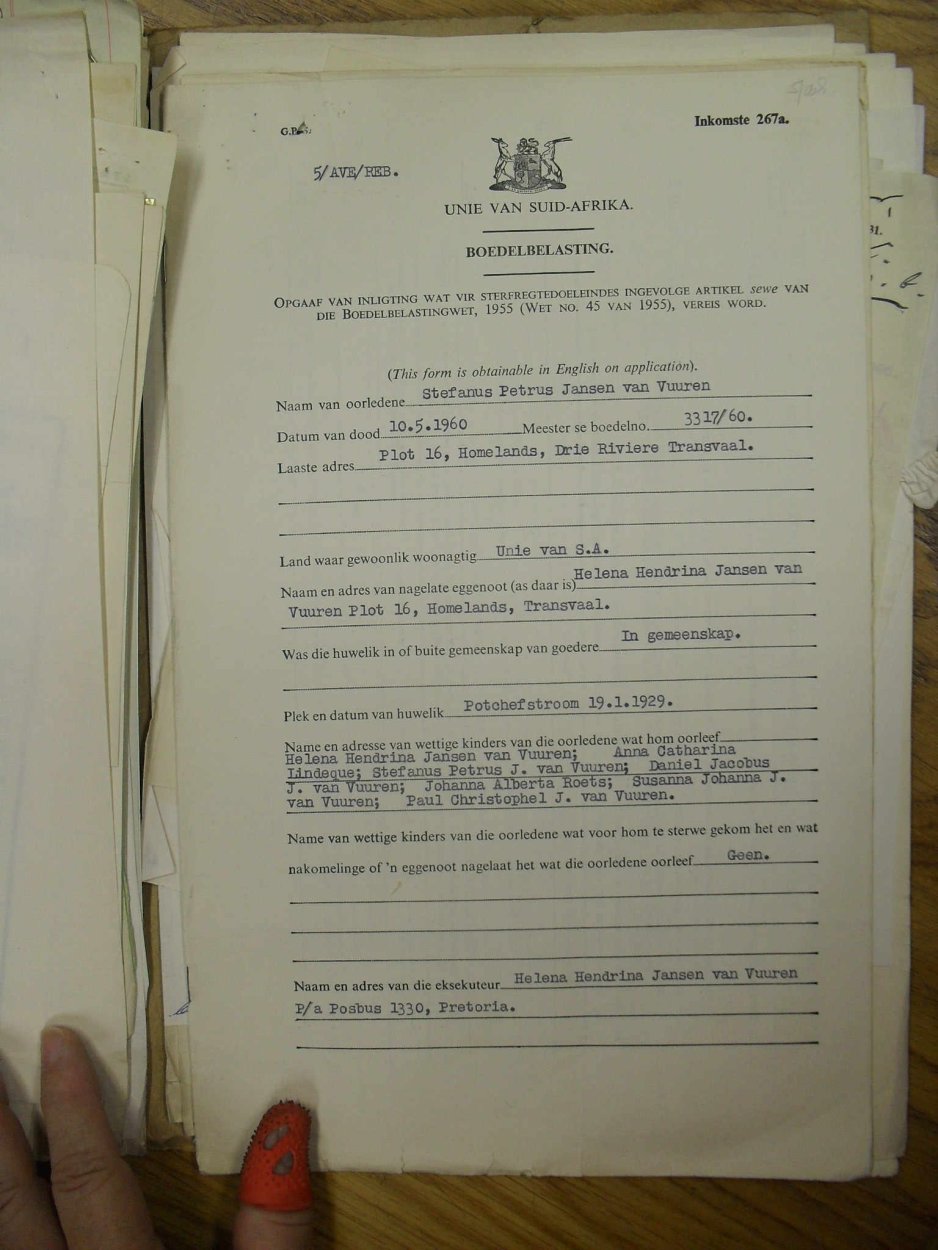 G.P.
Inkomste 267a.
5/AVE/REB.
UNIE VAN SUID-AFRIKA.
BOEDELBELASTING.
OPGAAF VAN INLIGTING WAT VIR STERFREGTEDOELEINDES INGEVOLGE ARTIKEL sewe VAN
DIE BOEDELBELASTINGWET, 1955 (WET NO. 45 VAN 1955), VEREIS WORD.
(This form is obtainable in English on application).
Naam van oorledene Stefanus Petrus Jansen van Vuuren
Datum van dood 10.5.1960 Meester se boedelno. 3317/60.
Laaste adres Plot 16, Homelands, Drie Riviere Transvaal.
Land waar gewoonlik woonagtig Unie van S.A.
Naam en adres van nagelate eggenoot (as daar is) Helena Hendrina Jansen van
Vuuren Plot 16, Homelands, Transvaal.
Was die huwelik in of buite gemeenskap van goedere In gemeenskap.
Plek en datum van huwelik Potchefstroom 19.1.1929.
Name en adresse van wettige kinders van die oorledene wat hom oorleef
Helena Hendrina Jansen van Vuuren; Anna Catharina
Lindeque; Stefanus Petrus J. van Vuuren; Daniel Jacobus
J. van Vuuren; Johanna Alberta Roets; Susanna Johanna J.
van Vuuren; Paul Christophel J. van Vuuren.
Name van wettige kinders van die oorledene wat voor hom te sterwe gekom het en wat
nakomelinge of 'n eggenoot nagelaat het wat die oorledene oorleef Geen.
Naam en adres van die eksekuteur Helena Hendrina Jansen van Vuuren
P/a Posbus 1330, Pretoria.
31.